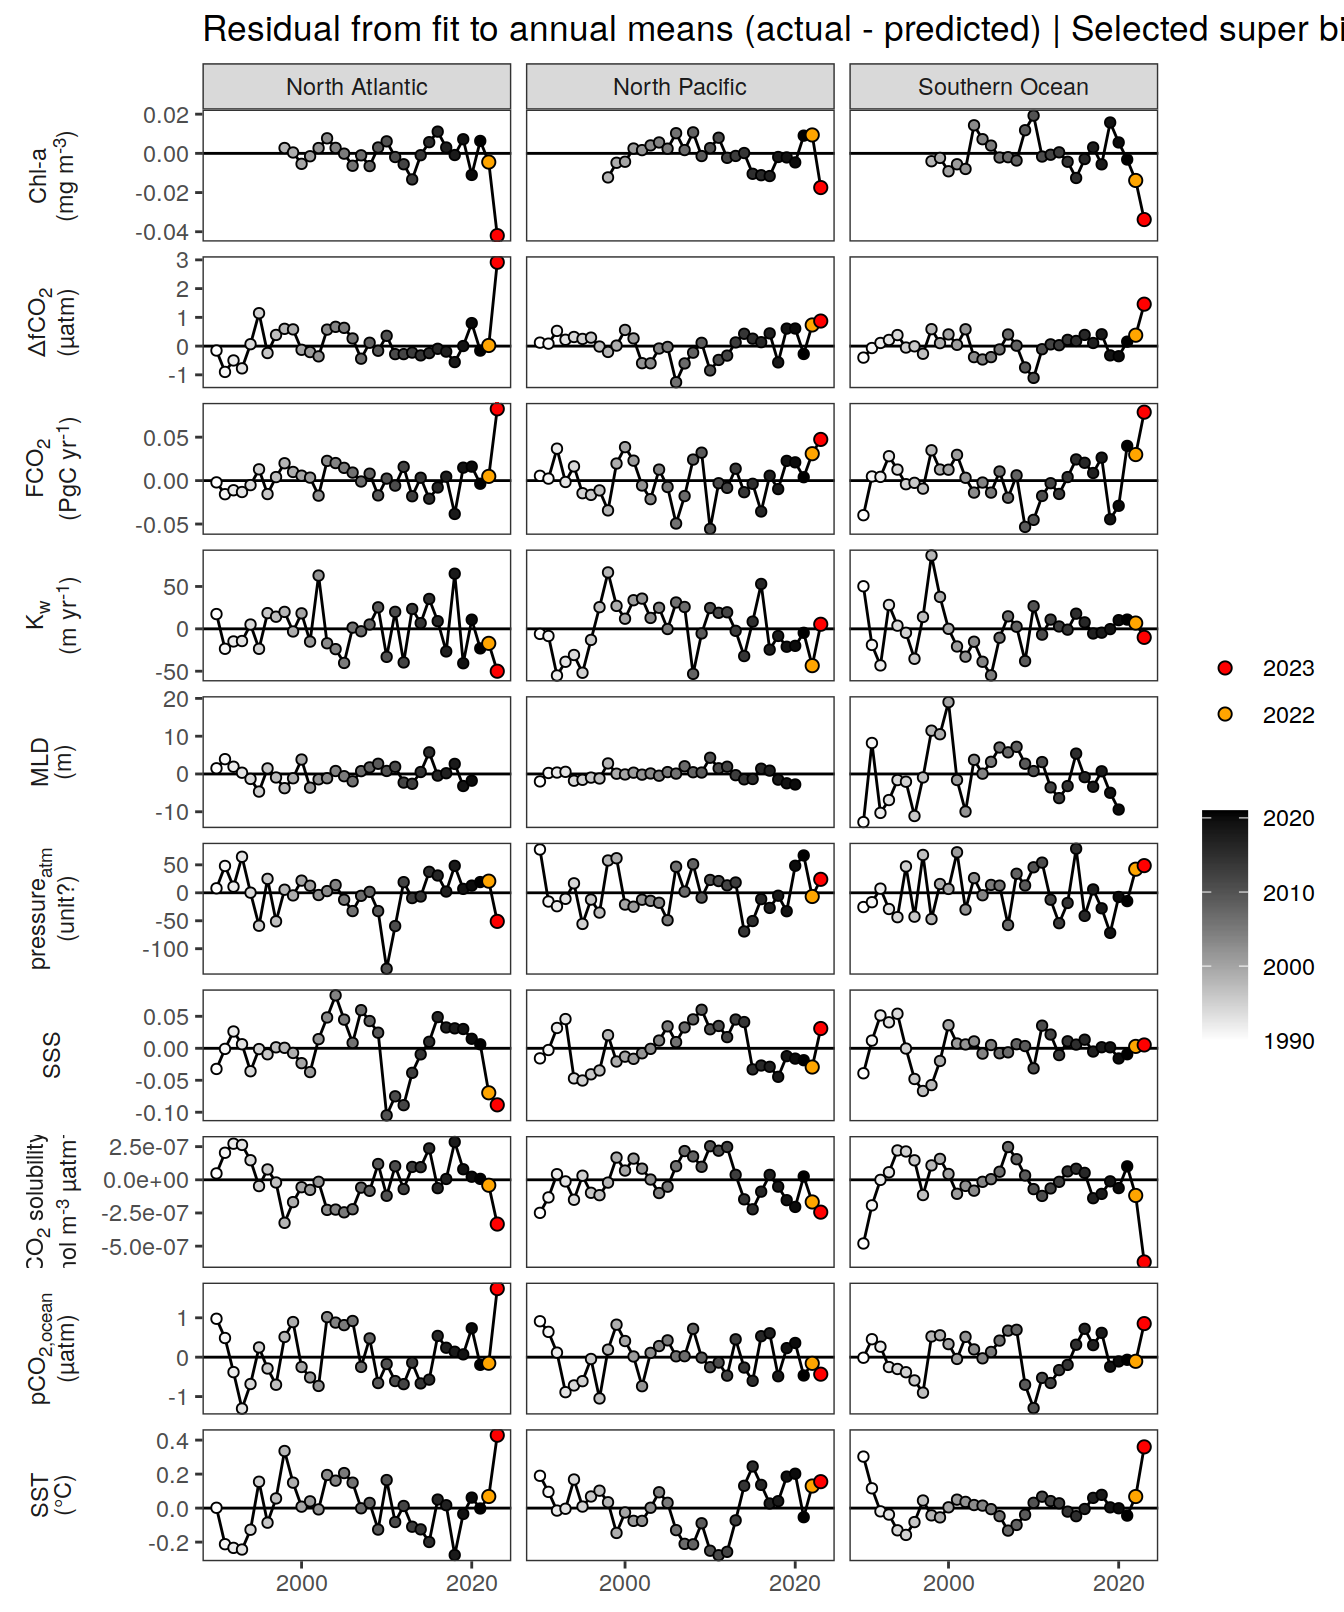 Residual from fit to annual means (actual - predicted) | Selected super bi
North Atlantic North Pacific Southern Ocean
Chl-a
(mg m⁻³)
0.02
0.00
-0.02
-0.04
ΔfCO₂
(µatm)
3
2
1
0
-1
FCO₂
(PgC yr⁻¹)
0.05
0.00
-0.05
Kw
(m yr⁻¹)
50
0
-50
MLD
(m)
20
10
0
-10
pressureatm
(unit?)
50
0
-50
-100
SSS
0.05
0.00
-0.05
-0.10
CO₂ solubility
nol m⁻³ µatm⁻
2.5e-07
0.0e+00
-2.5e-07
-5.0e-07
pCO₂,ocean
(µatm)
1
0
-1
SST
(°C)
0.4
0.2
0.0
-0.2
2000 2020 2000 2020 2000 2020
2023
2022
2020
2010
2000
1990